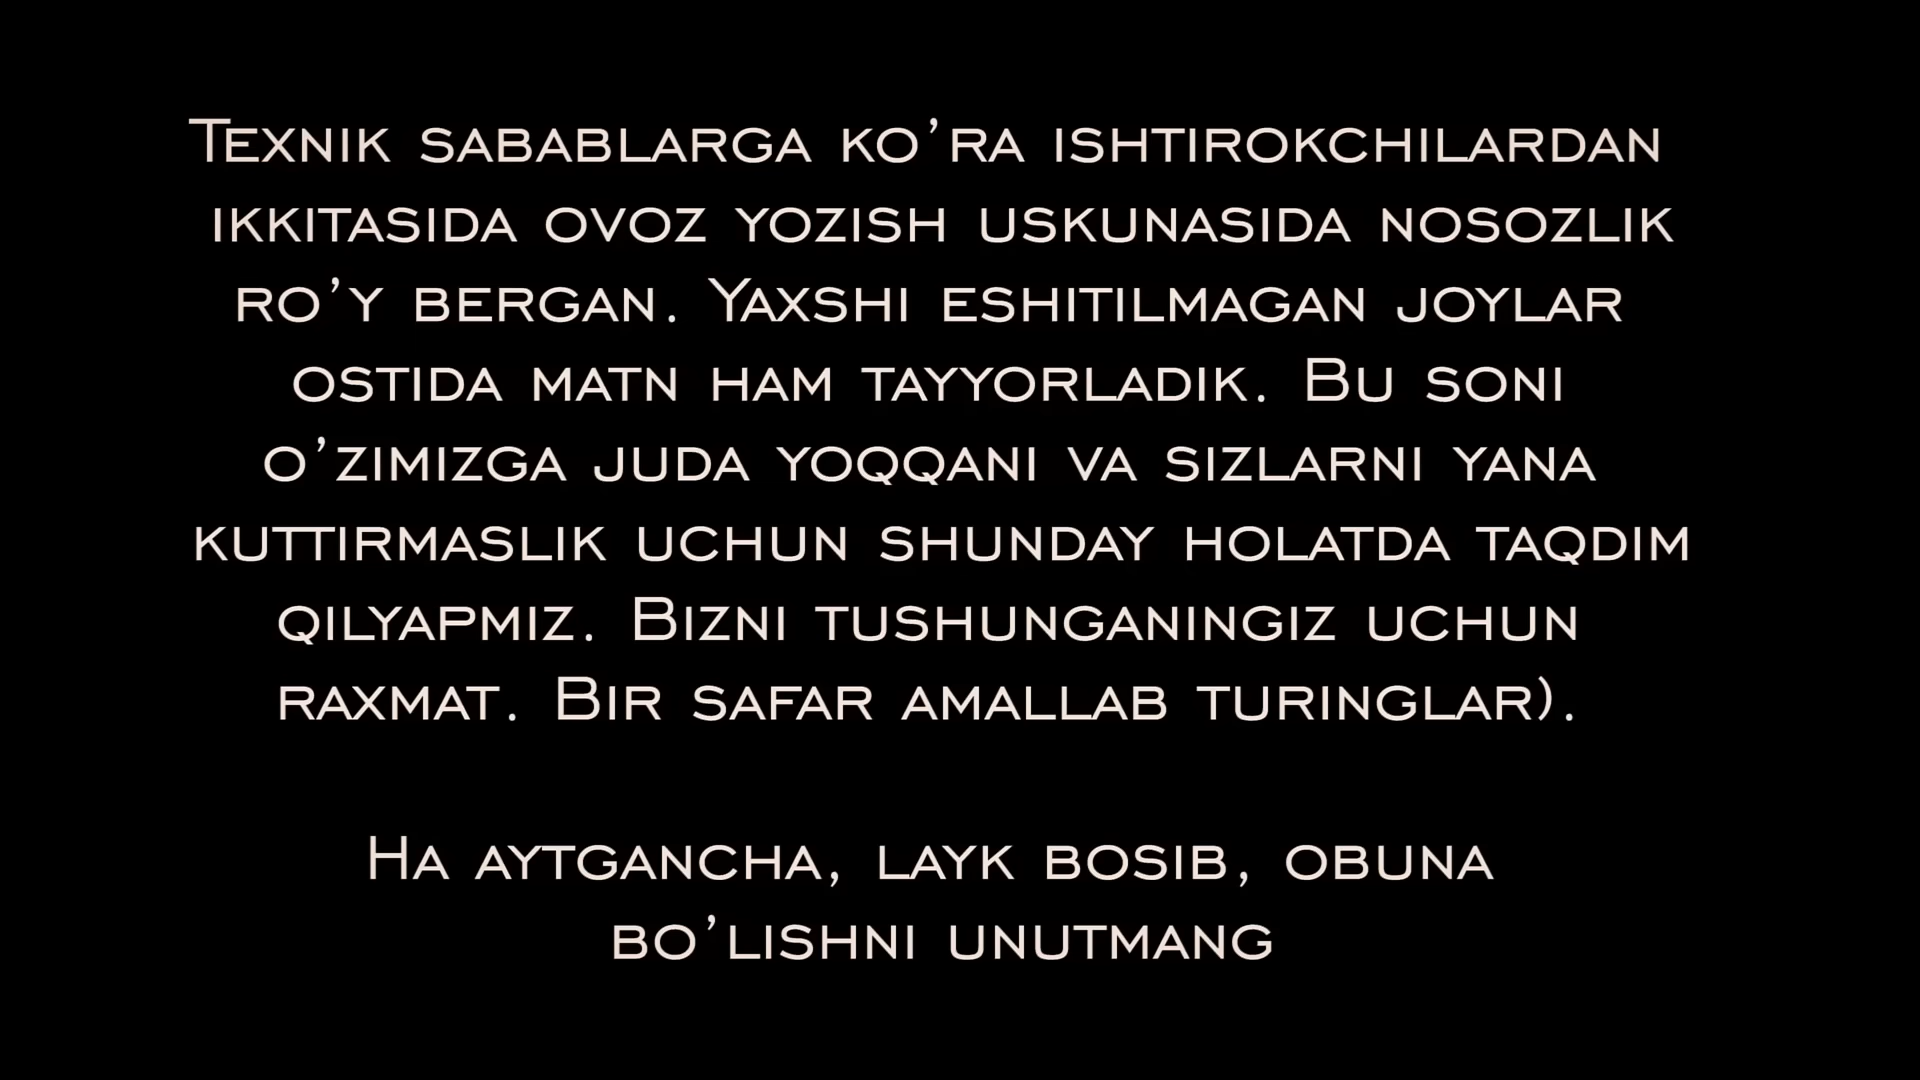 Texnik sabablarga ko’ra ishtirokchilardan
ikkitasida ovoz yozish uskunasida nosozlik
ro’y bergan. Yaxshi eshitilmagan joylar
ostida matn ham tayyorladik. Bu soni
o’zimizga juda yoqqani va sizlarni yana
kuttirmaslik uchun shunday holatda taqdim
qilyapmiz. Bizni tushunganingiz uchun
raxmat. Bir safar amallab turinglar).
Ha aytgancha, layk bosib, obuna
bo’lishni unutmang